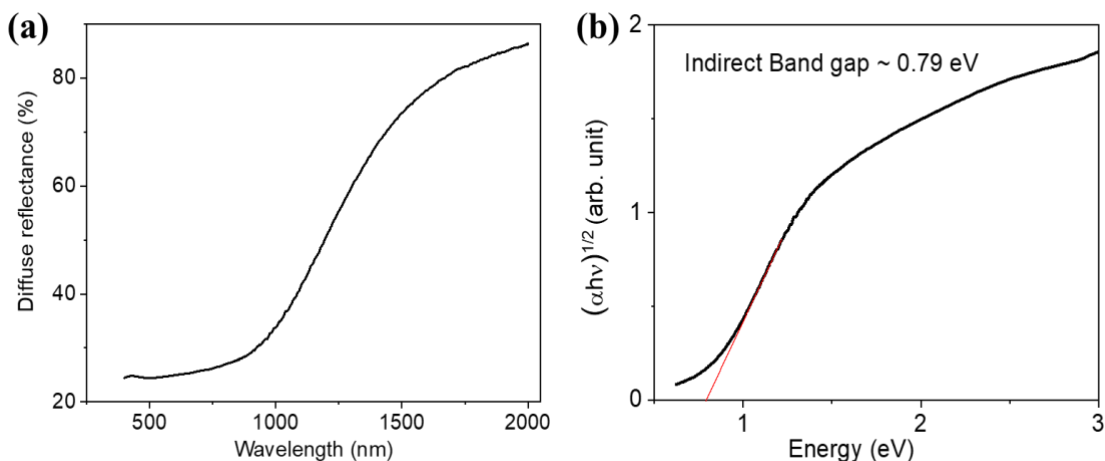 (a)
Diffuse reflectance (%)
80
60
40
20
500
1000
1500
2000
Wavelength (nm)
(b)
Indirect Band gap ~ 0.79 eV
(αhν)1/2 (arb. unit)
2
1
0
1
2
3
Energy (eV)